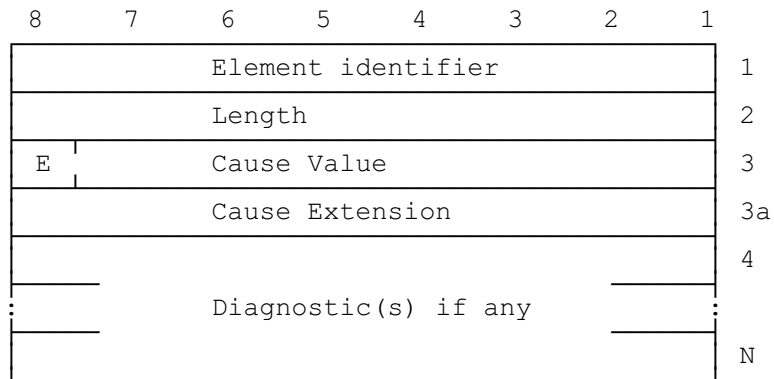 8 7 6 5 4 3 2 1
Element identifier 1
Length 2
E Cause Value 3
Cause Extension 3a
4
Diagnostic(s) if any
N